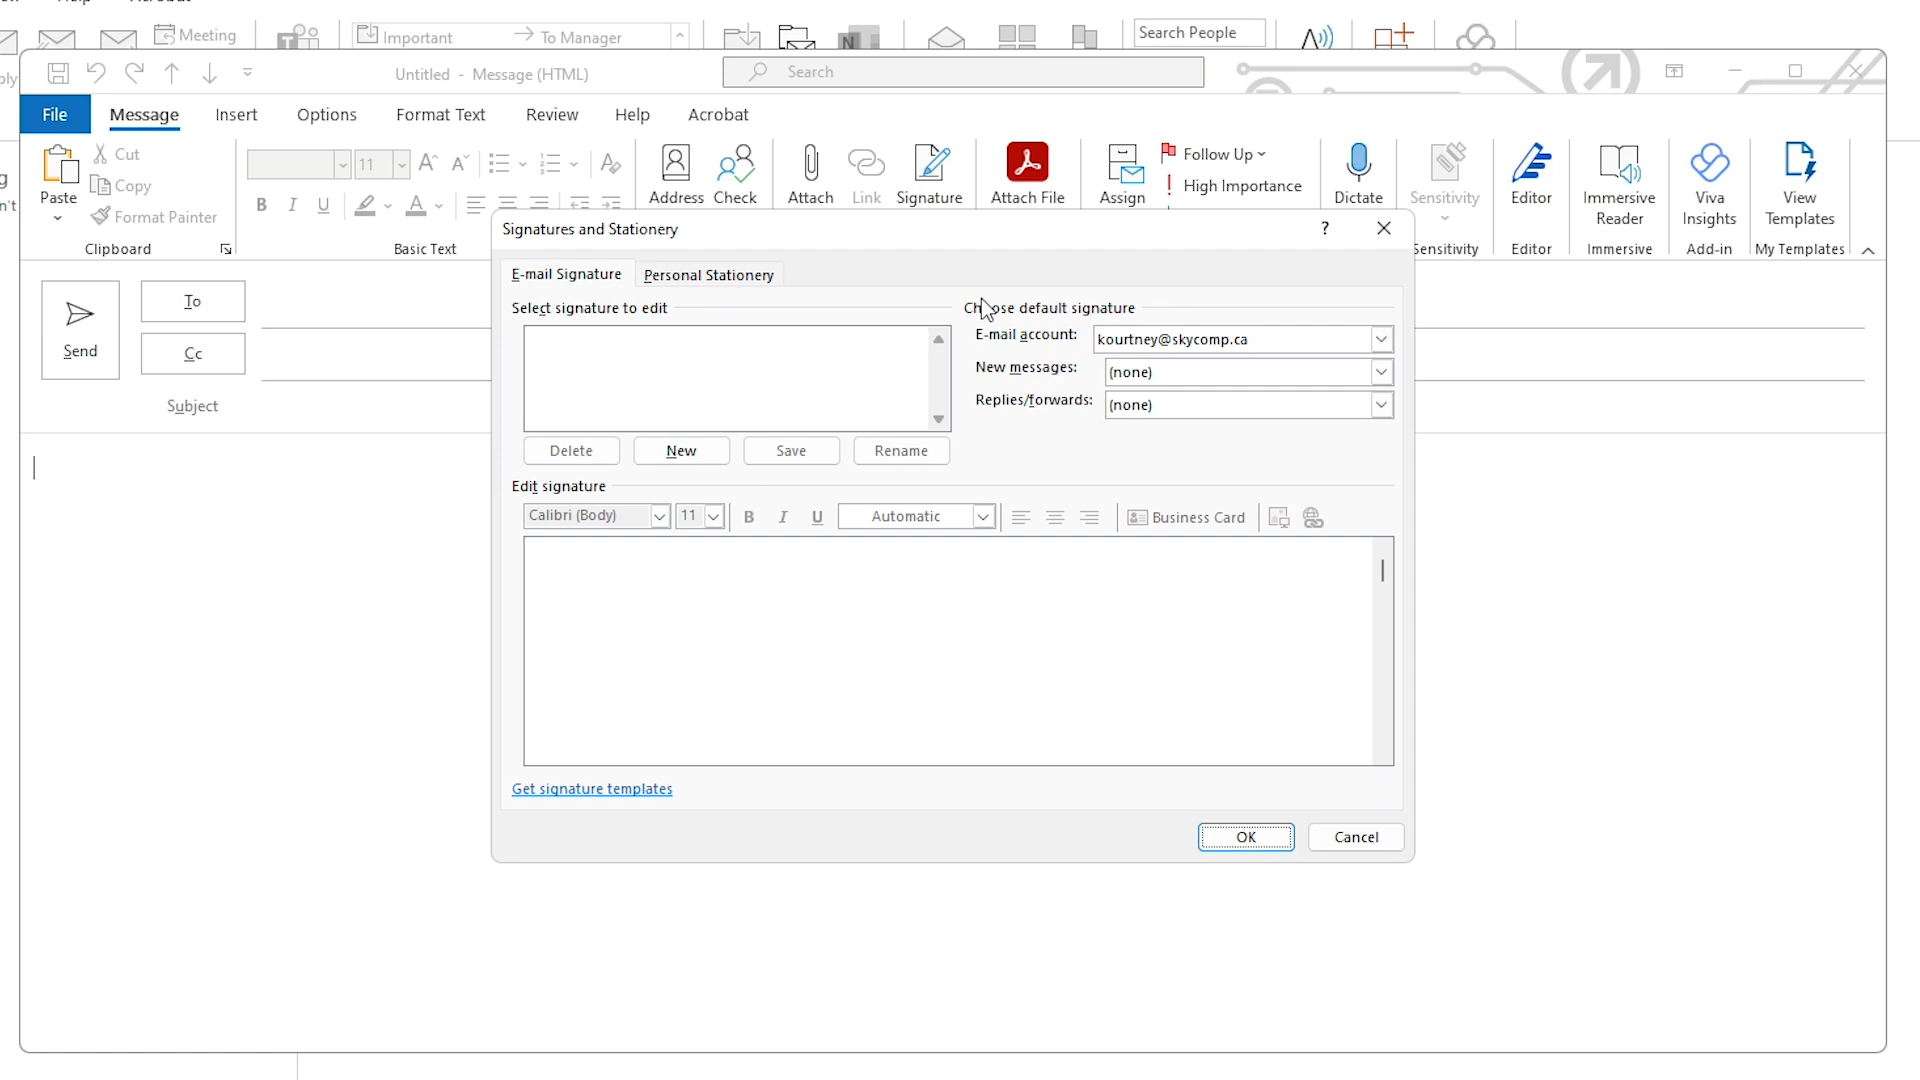 Help
Acrobat
Meeting
Important
To Manager
N
Search People
ply
Untitled - Message (HTML)
Search
File
Message
Insert
Options
Format Text
Review
Help
Acrobat
Paste
Cut
Copy
Format Painter
Clipboard
11
B I U
Basic Text
Address
Check
Attach
Link
Signature
Attach File
Assign
Follow Up
High Importance
Dictate
Sensitivity
Sensitivity
Editor
Editor
Immersive
Reader
Immersive
Viva
Insights
Add-in
View
Templates
My Templates
n't
Send
To
Cc
Subject
Signatures and Stationery
?
E-mail Signature
Personal Stationery
Select signature to edit
Choose default signature
E-mail account:
kourtney@skycomp.ca
New messages:
(none)
Replies/forwards:
(none)
Delete
New
Save
Rename
Edit signature
Calibri (Body)
11
B I U
Automatic
Business Card
Get signature templates
OK
Cancel